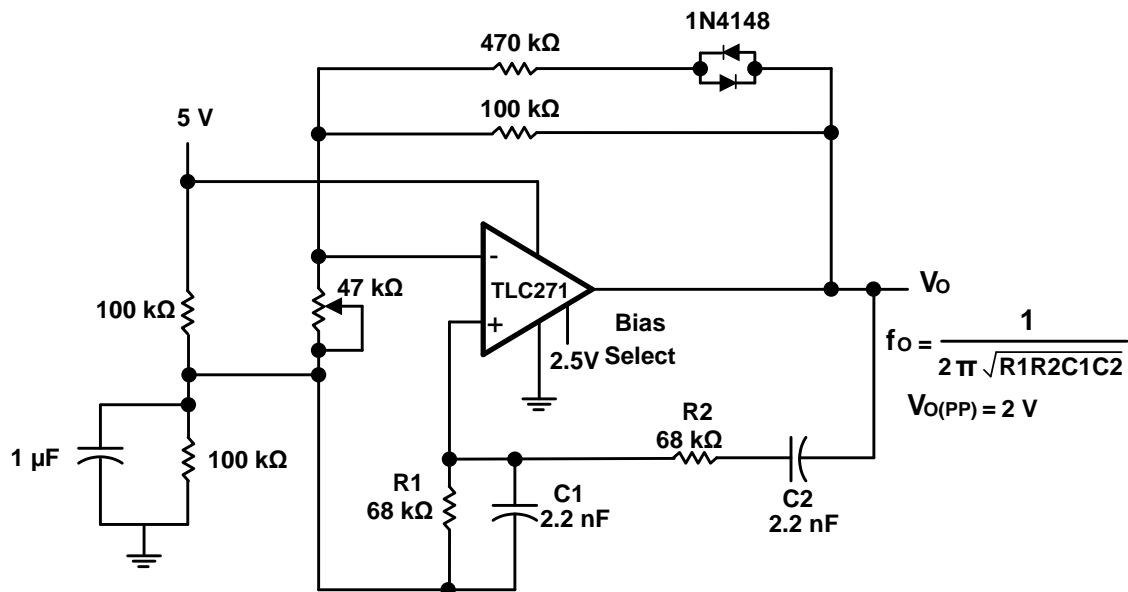 1N4148
470 kΩ
100 kΩ
5 V
-
47 kΩ
TLC271
100 kΩ
+
Bias
Select
2.5V
VO
fO = 1
2 π √R1R2C1C2
VO(PP) = 2 V
R2
68 kΩ
1 µF
100 kΩ
R1
68 kΩ
C1
2.2 nF
C2
2.2 nF